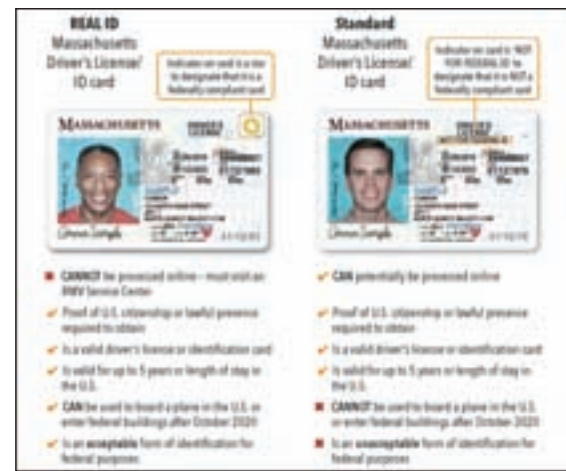 REAL ID
Massachusetts
Driver's License/
ID card
Indicator on card is a star
to designate that it is a
federally compliant card
MASSACHUSETTS
DRIVER'S
LICENSE
CANNOT be processed online - must visit an
RMV Service Center
Proof of U.S. citizenship or lawful presence
required to obtain
Is a valid driver's license or identification card
Is valid for up to 5 years or length of stay in
the U.S.
CAN be used to board a plane in the U.S. or
enter federal buildings after October 2020
Is an acceptable form of identification for
federal purposes
Standard
Massachusetts
Driver's License/
ID card
Indicator on card is 'NOT
FOR FEDERAL ID' to
designate that it is NOT a
federally compliant card
MASSACHUSETTS
DRIVER'S
LICENSE
CAN potentially be processed online
Proof of U.S. citizenship or lawful presence
required to obtain
Is a valid driver's license or identification card
Is valid for up to 5 years or length of stay in
the U.S.
CANNOT be used to board a plane in the U.S.
or enter federal buildings after October 2020
Is an unacceptable form of identification for
federal purposes